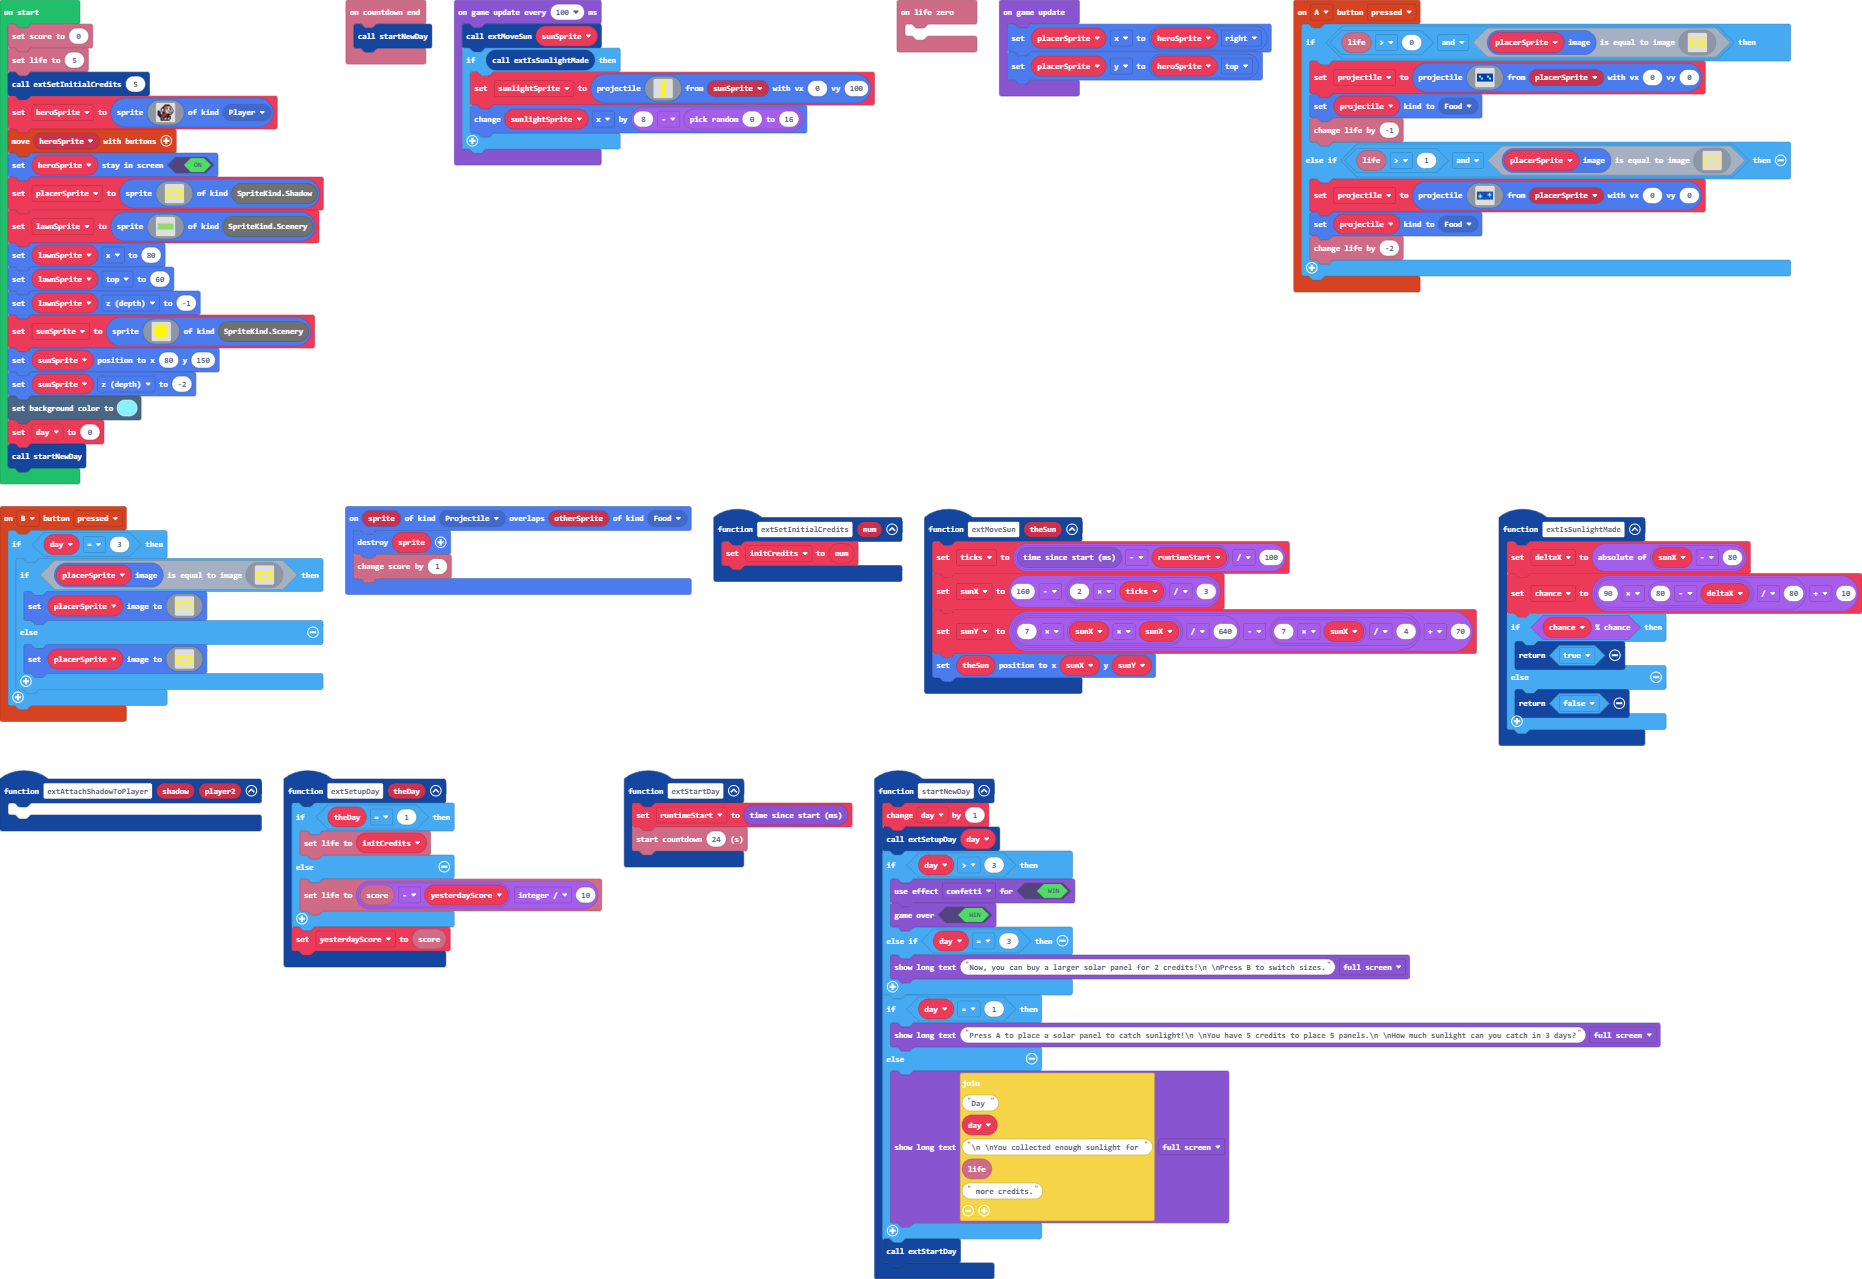 on start
set score to 0
set life to 5
call extSetInitialCredits 5
set heroSprite to sprite of kind Player
move heroSprite with buttons
set heroSprite stay in screen ON
set placerSprite to sprite of kind SpriteKind.Shadow
set lawnSprite to sprite of kind SpriteKind.Scenery
set lawnSprite x to 80
set lawnSprite top to 60
set lawnSprite z (depth) to -1
set sunSprite to sprite of kind SpriteKind.Scenery
set sunSprite position to x 80 y 150
set sunSprite z (depth) to -2
set background color to
set day to 0
call startNewDay
on countdown end
call startNewDay
on game update every 100 ms
call extMoveSun sunSprite
if call extIsSunlightMade then
set sunlightSprite to projectile from sunSprite with vx 0 vy 100
change sunlightSprite x by 8 - pick random 0 to 16
on life zero
on game update
set placerSprite x to heroSprite right
set placerSprite y to heroSprite top
on A button pressed
if life > 0 and placerSprite image is equal to image then
set projectile to projectile from placerSprite with vx 0 vy 0
set projectile kind to Food
change life by -1
else if life > 1 and placerSprite image is equal to image then
set projectile to projectile from placerSprite with vx 0 vy 0
set projectile kind to Food
change life by -2
on B button pressed
if day = 3 then
if placerSprite image is equal to image then
set placerSprite image to
else
set placerSprite image to
on sprite of kind Projectile overlaps otherSprite of kind Food
destroy sprite
change score by 1
function extSetInitialCredits num
set initCredits to num
function extMoveSun theSun
set ticks to time since start (ms) - runtimeStart / 100
set sunX to 160 - 2 × ticks / 3
set sunY to 7 × sunX × sunX / 640 - 7 × sunX / 4 + 70
set theSun position to x sunX y sunY
function extIsSunlightMade
set deltaX to absolute of sunX - 80
set chance to 90 × 80 - deltaX / 80 + 10
if chance % chance then
return true
else
return false
function extAttachShadowToPlayer shadow player2
function extSetupDay theDay
if theDay = 1 then
set life to initCredits
else
set life to score - yesterdayScore integer / 10
set yesterdayScore to score
function extStartDay
set runtimeStart to time since start (ms)
start countdown 24 (s)
function startNewDay
change day by 1
call extSetupDay day
if day > 3 then
use effect confetti for WIN
game over WIN
else if day = 3 then
show long text "Now, you can buy a larger solar panel for 2 credits!\n \nPress B to switch sizes." full screen
if day = 1 then
show long text "Press A to place a solar panel to catch sunlight!\n \nYou have 5 credits to place 5 panels.\n \nHow much sunlight can you catch in 3 days?" full screen
else
join
"Day "
day
show long text "\n \nYou collected enough sunlight for " full screen
life
" more credits."
call extStartDay